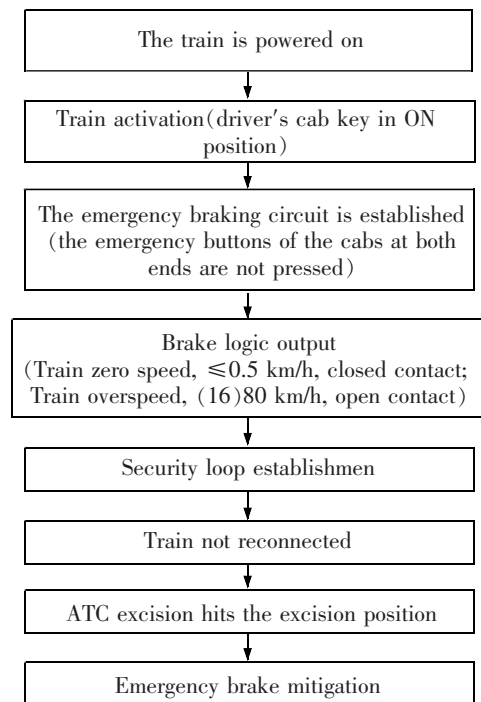 The train is powered on
Train activation(driver's cab key in ON
position)
The emergency braking circuit is established
(the emergency buttons of the cabs at both
ends are not pressed)
Brake logic output
(Train zero speed, ≤0.5 km/h, closed contact;
Train overspeed, (16)80 km/h, open contact)
Security loop establishmen
Train not reconnected
ATC excision hits the excision position
Emergency brake mitigation